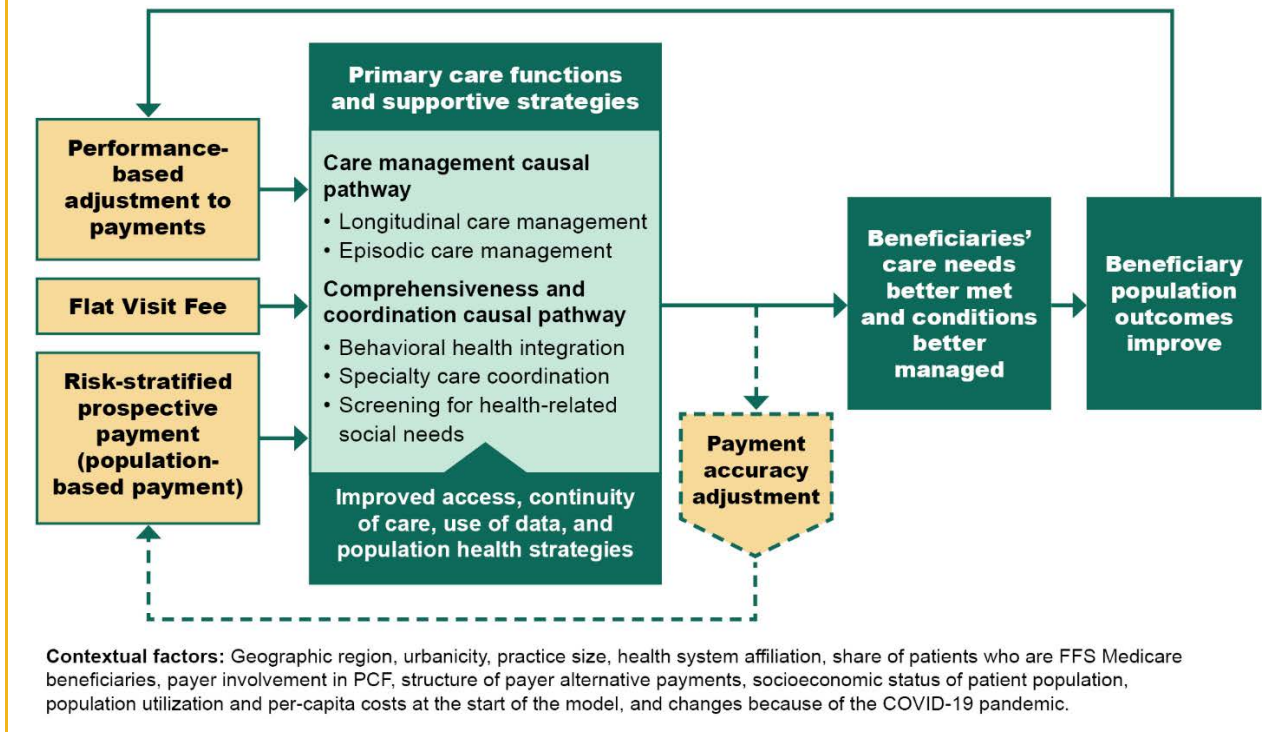 Performance-
based
adjustment to
payments
Flat Visit Fee
Risk-stratified
prospective
payment
(population-
based payment)
Primary care functions
and supportive strategies
Care management causal
pathway
• Longitudinal care management
• Episodic care management
Comprehensiveness and
coordination causal pathway
• Behavioral health integration
• Specialty care coordination
• Screening for health-related
social needs
Improved access, continuity
of care, use of data, and
population health strategies
Payment
accuracy
adjustment
Beneficiaries’
care needs
better met
and conditions
better
managed
Beneficiary
population
outcomes
improve
Contextual factors: Geographic region, urbanicity, practice size, health system affiliation, share of patients who are FFS Medicare
beneficiaries, payer involvement in PCF, structure of payer alternative payments, socioeconomic status of patient population,
population utilization and per-capita costs at the start of the model, and changes because of the COVID-19 pandemic.